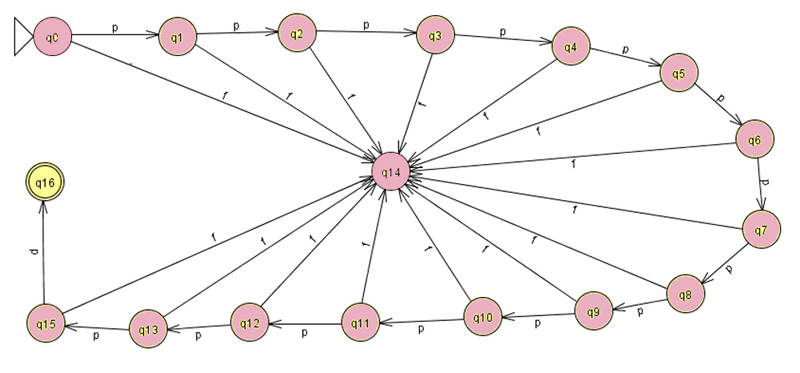 q0 p q1 p q2 p q3 p q4 p q5
p
f f f f f f
q6
f
q14
p
q16
f
q7
f f f f f f f
p
p
q8
p
q15 p q13 p q12 p q11 p q10 p q9